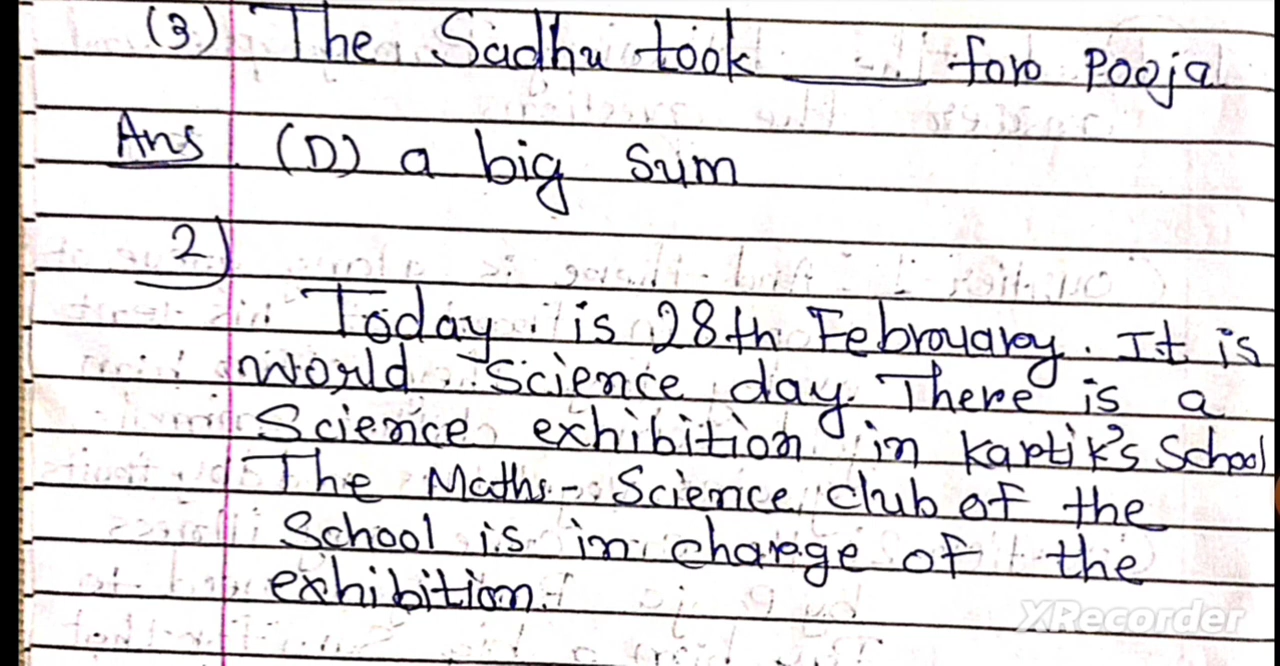 (3) The Sadhu took ____ for Pooja
Ans (D) a big Sum
2)
Today is 28th February. It is
world Science day. There is a
Science exhibition in Kartik's School
The Maths-Science club of the
School is in charge of the
exhibition.
XRecorder